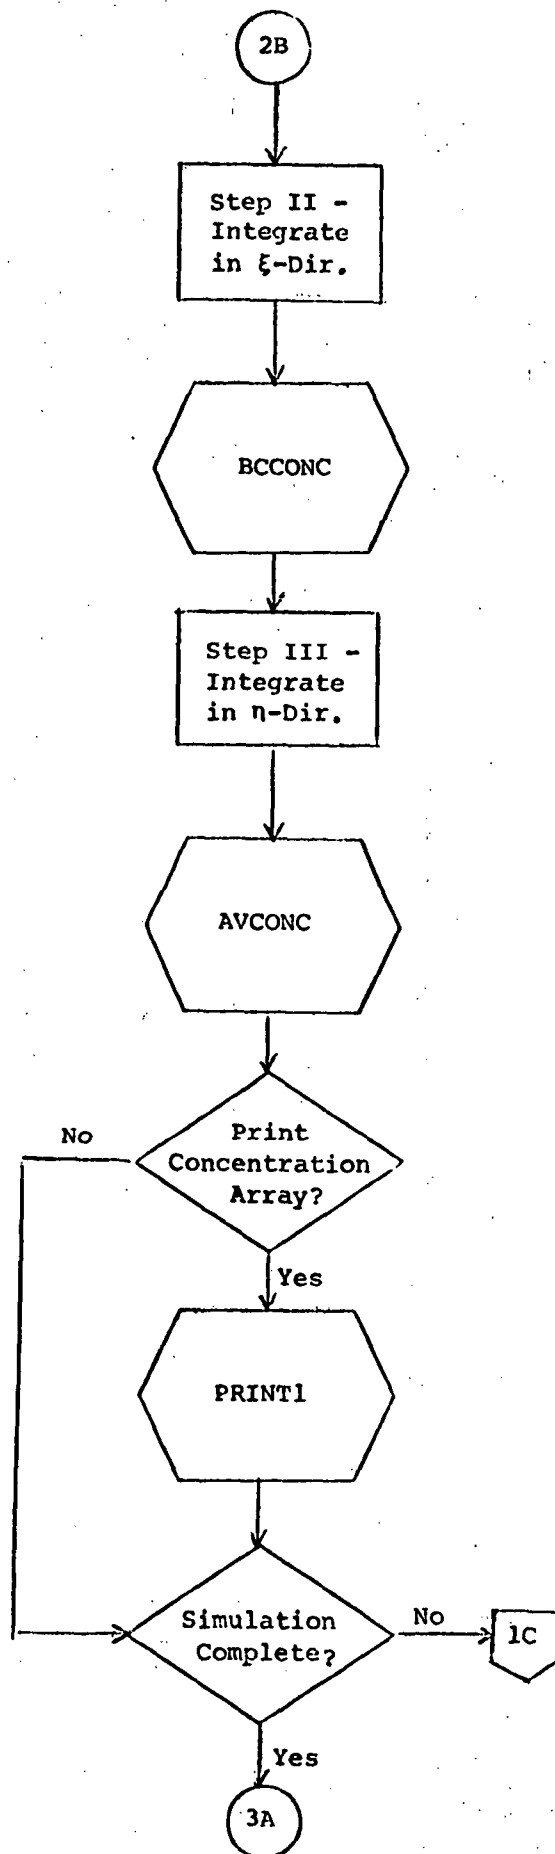 2B
Step II -
Integrate
in ξ-Dir.
BCCONC
Step III -
Integrate
in η-Dir.
AVCONC
No
Print
Concentration
Array?
Yes
PRINT1
Simulation
Complete?
No
1C
Yes
3A